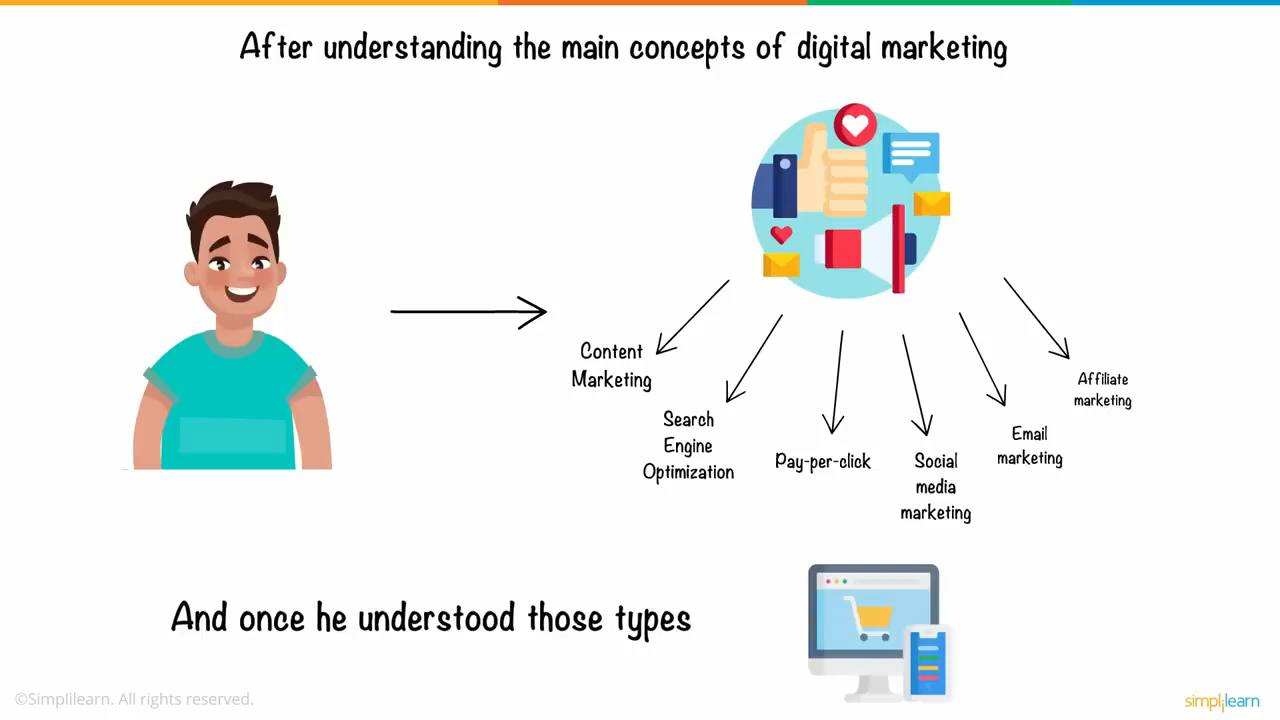 After understanding the main concepts of digital marketing
Content
Marketing
Search
Engine
Optimization
Pay-per-click
Social
media
marketing
Email
marketing
Affiliate
marketing
And once he understood those types
©Simplilearn. All rights reserved.
simplilearn